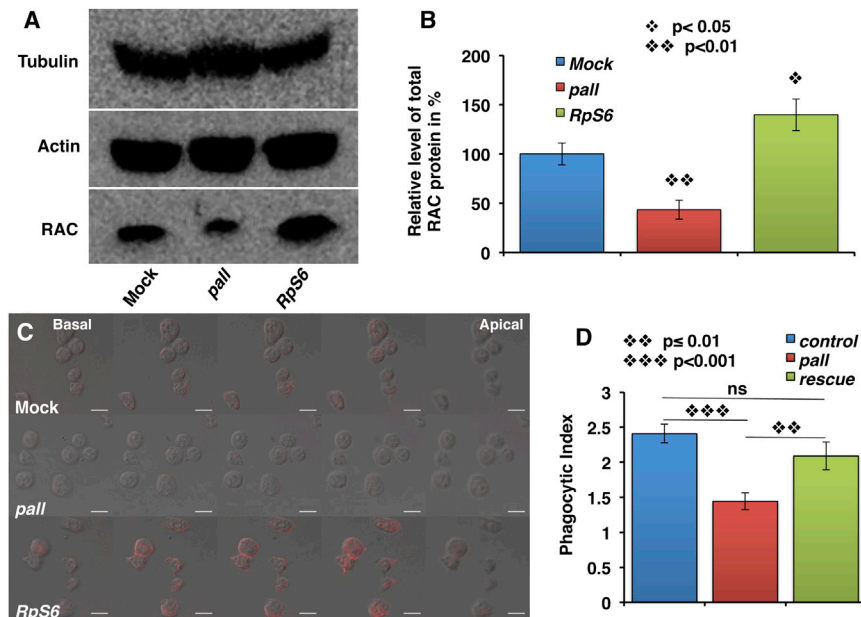 A
Tubulin
Actin
RAC
Mock
pall
RpS6
B
❖ p< 0.05
❖❖ p<0.01
Relative level of total
RAC protein in %
200
150
100
50
0
Mock
pall
RpS6
❖❖
❖
C
Basal
Apical
Mock
pall
RpS6
D
❖❖ p≤ 0.01
❖❖❖ p<0.001
control
pall
rescue
Phagocytic Index
3
2.5
2
1.5
1
0.5
0
ns
❖❖❖
❖❖